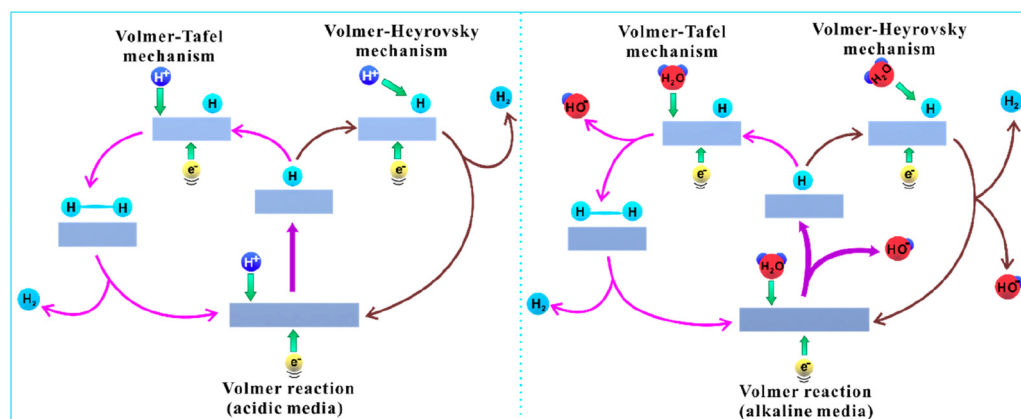 Volmer-Tafel
mechanism
Volmer-Heyrovsky
mechanism
H⁺
H
H⁺
H
H₂
e⁻
e⁻
H
H H
H⁺
H₂
e⁻
Volmer reaction
(acidic media)
Volmer-Tafel
mechanism
Volmer-Heyrovsky
mechanism
H₂O
H
HO⁻
H₂O
H
H₂
e⁻
e⁻
H
H H
H₂O
HO⁻
HO⁻
H₂
e⁻
Volmer reaction
(alkaline media)